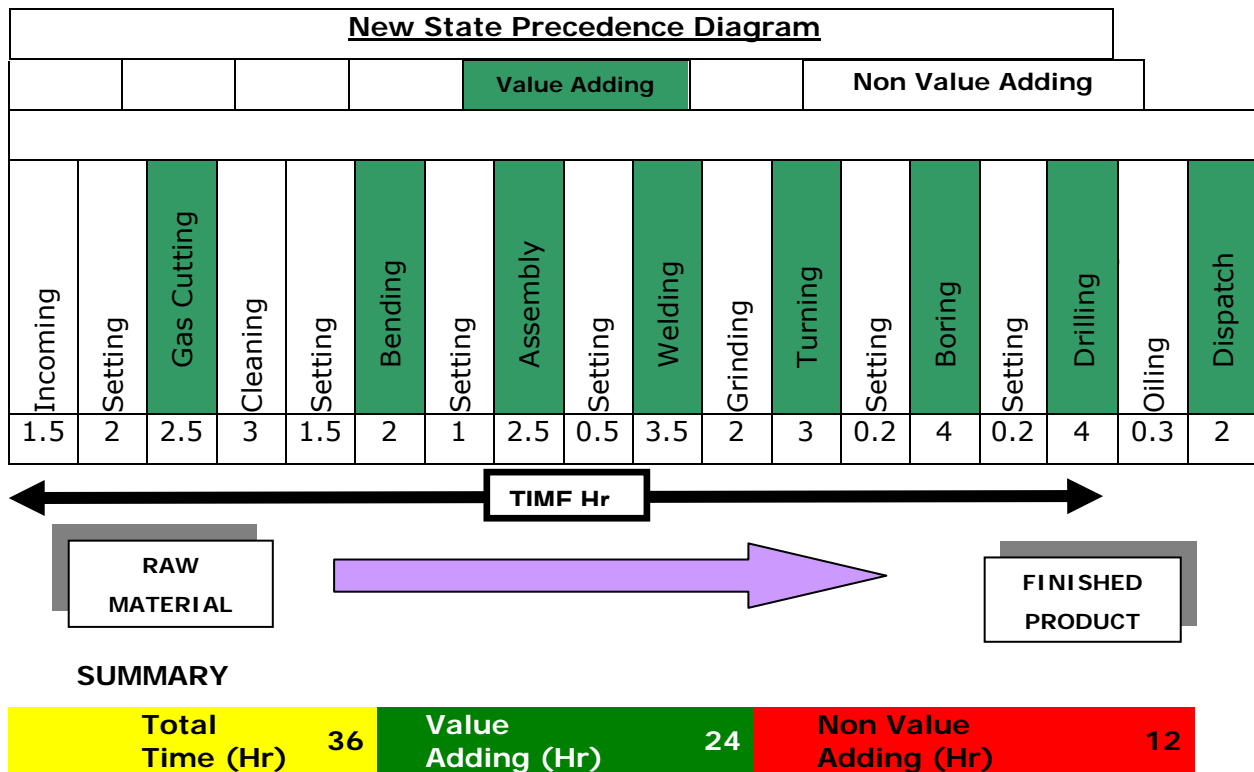 New State Precedence Diagram
Value Adding Non Value Adding
Incoming Setting Gas Cutting Cleaning Setting Bending Setting Assembly Setting Welding Grinding Turning Setting Boring Setting Drilling Oiling Dispatch
1.5 2 2.5 3 1.5 2 1 2.5 0.5 3.5 2 3 0.2 4 0.2 4 0.3 2
TIME Hr
RAW
MATERIAL
FINISHED
PRODUCT
SUMMARY
Total
Time (Hr) 36
Value
Adding (Hr) 24
Non Value
Adding (Hr) 12